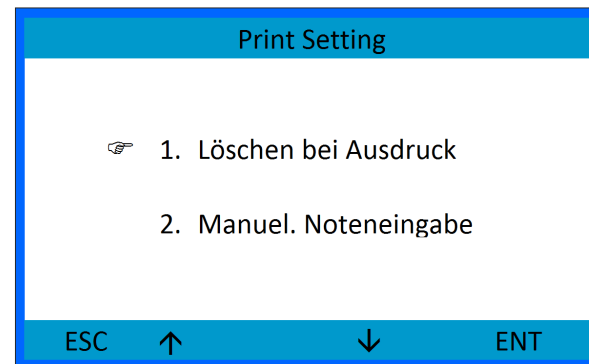 Print Setting
☞ 1. Löschen bei Ausdruck
2. Manuel. Noteneingabe
ESC ↑ ↓ ENT